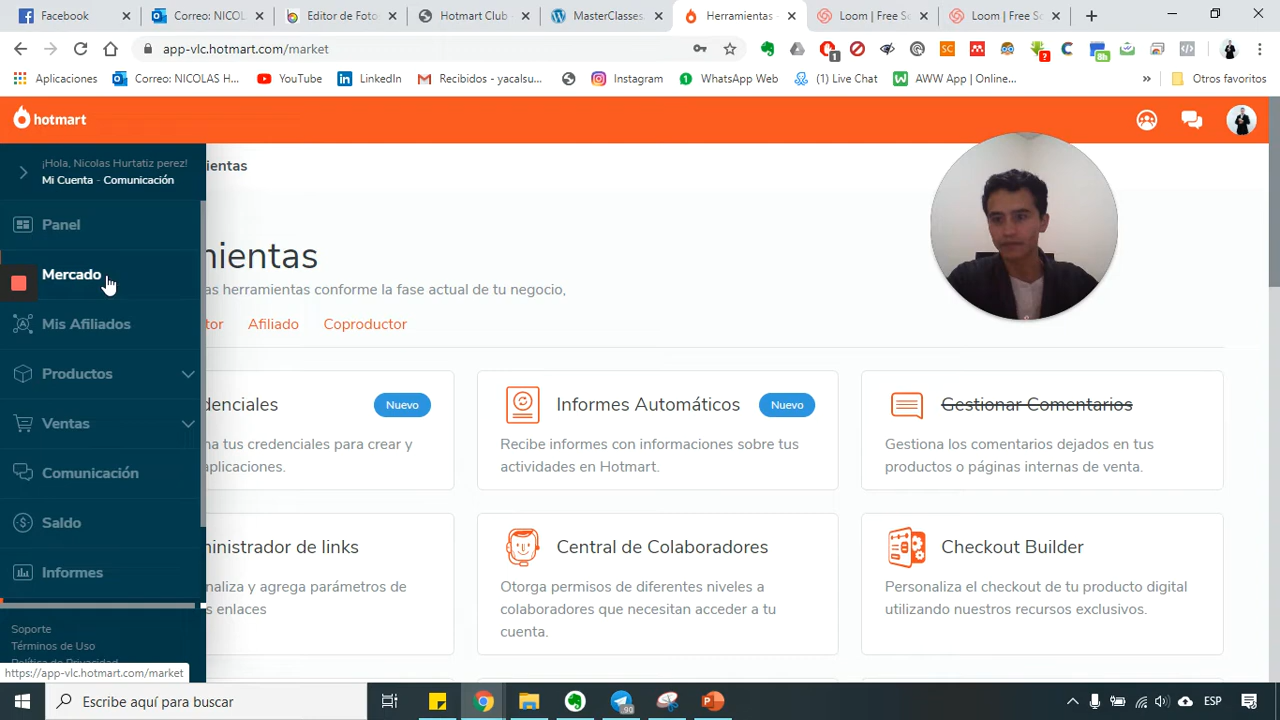 Facebook
Correo: NICOL
Editor de Foto
Hotmart Club -
MasterClasses
Herramientas -
Loom | Free Sc
Loom | Free Sc
app-vlc.hotmart.com/market
SC
1
?
8h
Aplicaciones
Correo: NICOLAS H...
YouTube
LinkedIn
Recibidos - yacalsu...
Instagram
WhatsApp Web
(1) Live Chat
AWW App | Online...
»
Otros favoritos
hotmart
¡Hola, Nicolas Hurtatiz perez!
Mi Cuenta - Comunicación
ientas
Panel
Mercado
Mis Afiliados
Productos
Ventas
Comunicación
Saldo
Informes
Soporte
Términos de Uso
Política de Privacidad
https://app-vlc.hotmart.com/market
ientas
as herramientas conforme la fase actual de tu negocio,
tor
Afiliado
Coproductor
denciales
Nuevo
na tus credenciales para crear y
aplicaciones.
Informes Automáticos
Nuevo
Recibe informes con informaciones sobre tus
actividades en Hotmart.
Gestionar Comentarios
Gestiona los comentarios dejados en tus
productos o páginas internas de venta.
ministrador de links
naliza y agrega parámetros de
s enlaces
Central de Colaboradores
Otorga permisos de diferentes niveles a
colaboradores que necesitan acceder a tu
cuenta.
Checkout Builder
Personaliza el checkout de tu producto digital
utilizando nuestros recursos exclusivos.
Escribe aquí para buscar
90
ESP